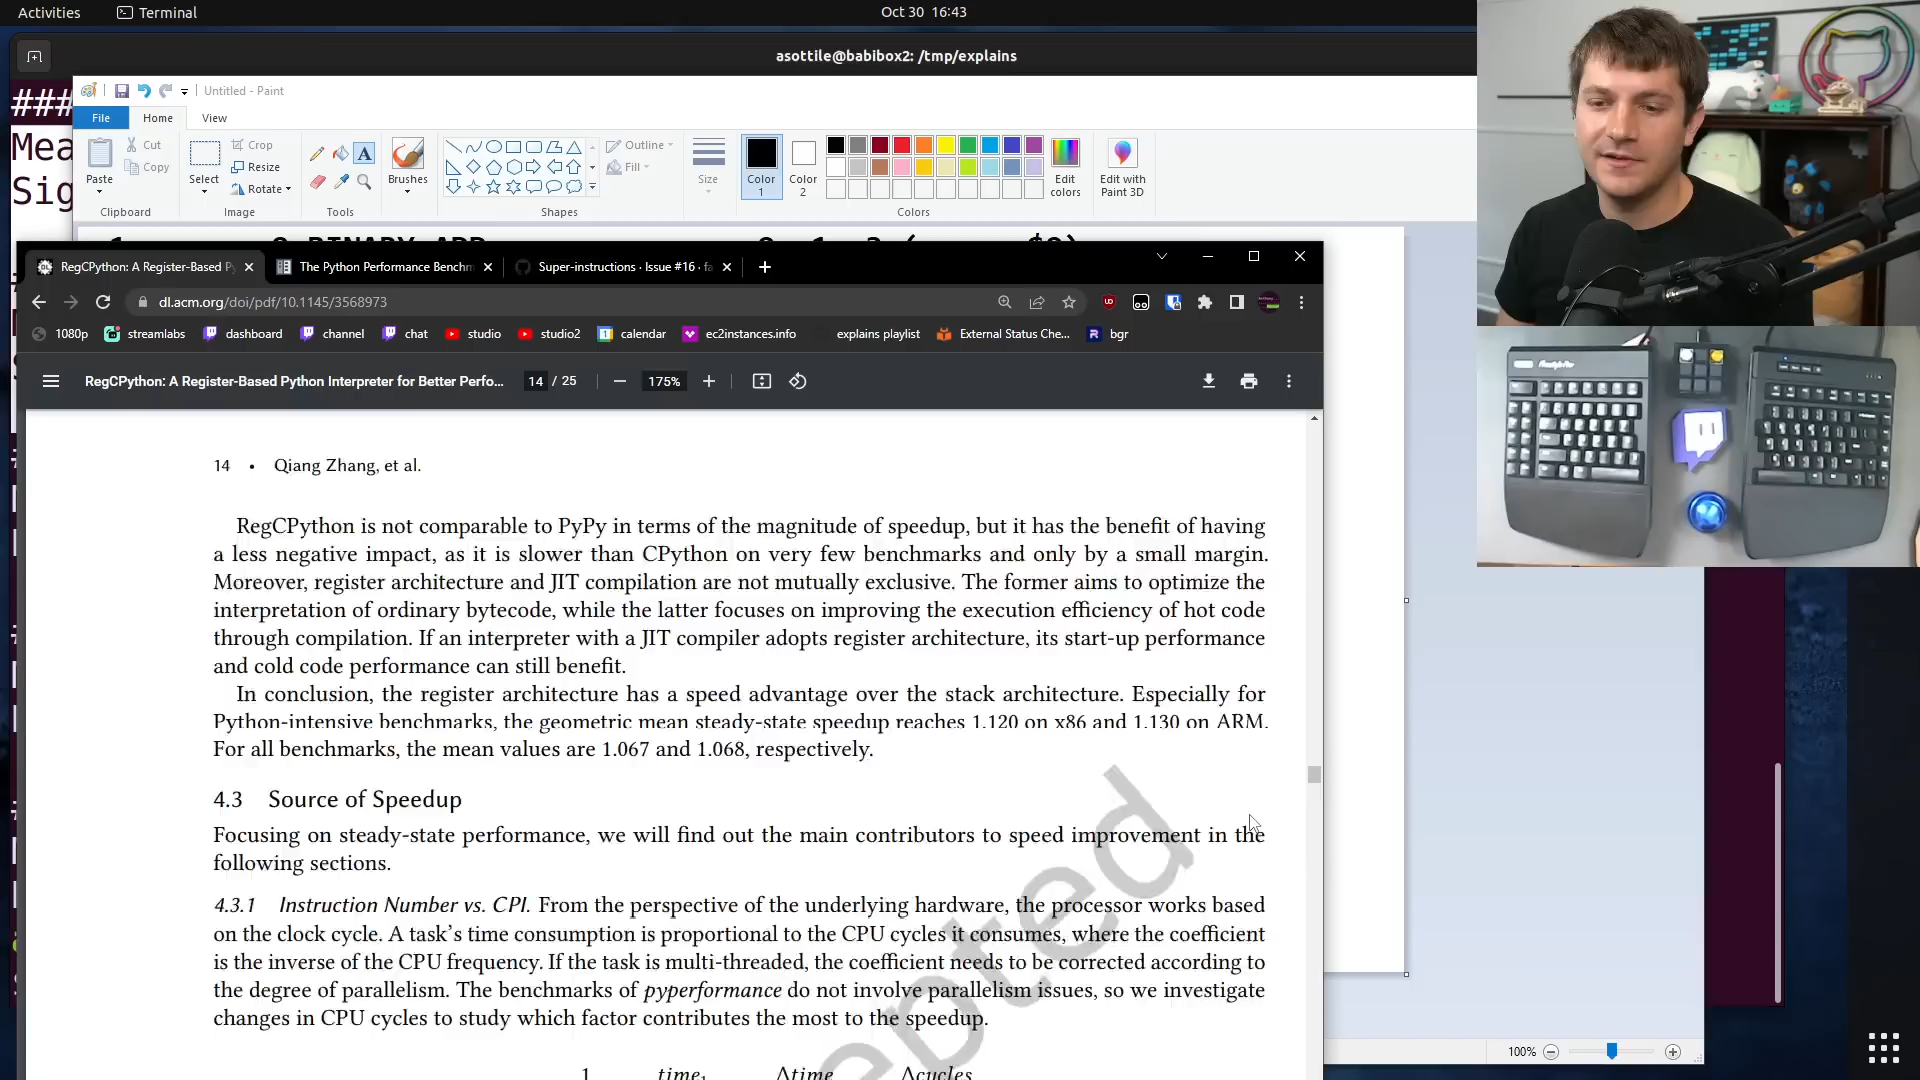 Activities
Terminal
Oct 30 16:43
asottile@babibox2: /tmp/explains
###
Mea
Sig
Untitled - Paint
File
Home
View
Paste
Cut
Copy
Clipboard
Select
Crop
Resize
Rotate
Image
A
Tools
Brushes
Outline
Fill
Shapes
Size
Color
1
Color
2
Edit
colors
Edit with
Paint 3D
Colors
RegCPython: A Register-Based P
The Python Performance Benchm
Super-instructions · Issue #16 · fa
dl.acm.org/doi/pdf/10.1145/3568973
1080p
streamlabs
dashboard
channel
chat
studio
studio2
calendar
ec2instances.info
explains playlist
External Status Che...
bgr
RegCPython: A Register-Based Python Interpreter for Better Perfo...
14 / 25
175%
14 • Qiang Zhang, et al.
RegCPython is not comparable to PyPy in terms of the magnitude of speedup, but it has the benefit of having
a less negative impact, as it is slower than CPython on very few benchmarks and only by a small margin.
Moreover, register architecture and JIT compilation are not mutually exclusive. The former aims to optimize the
interpretation of ordinary bytecode, while the latter focuses on improving the execution efficiency of hot code
through compilation. If an interpreter with a JIT compiler adopts register architecture, its start-up performance
and cold code performance can still benefit.
In conclusion, the register architecture has a speed advantage over the stack architecture. Especially for
Python-intensive benchmarks, the geometric mean steady-state speedup reaches 1.120 on x86 and 1.130 on ARM.
For all benchmarks, the mean values are 1.067 and 1.068, respectively.
4.3 Source of Speedup
Focusing on steady-state performance, we will find out the main contributors to speed improvement in the
following sections.
4.3.1 Instruction Number vs. CPI. From the perspective of the underlying hardware, the processor works based
on the clock cycle. A task's time consumption is proportional to the CPU cycles it consumes, where the coefficient
is the inverse of the CPU frequency. If the task is multi-threaded, the coefficient needs to be corrected according to
the degree of parallelism. The benchmarks of pyperformance do not involve parallelism issues, so we investigate
changes in CPU cycles to study which factor contributes the most to the speedup.
1 time₁ Δtime Δcycles
epted
100%